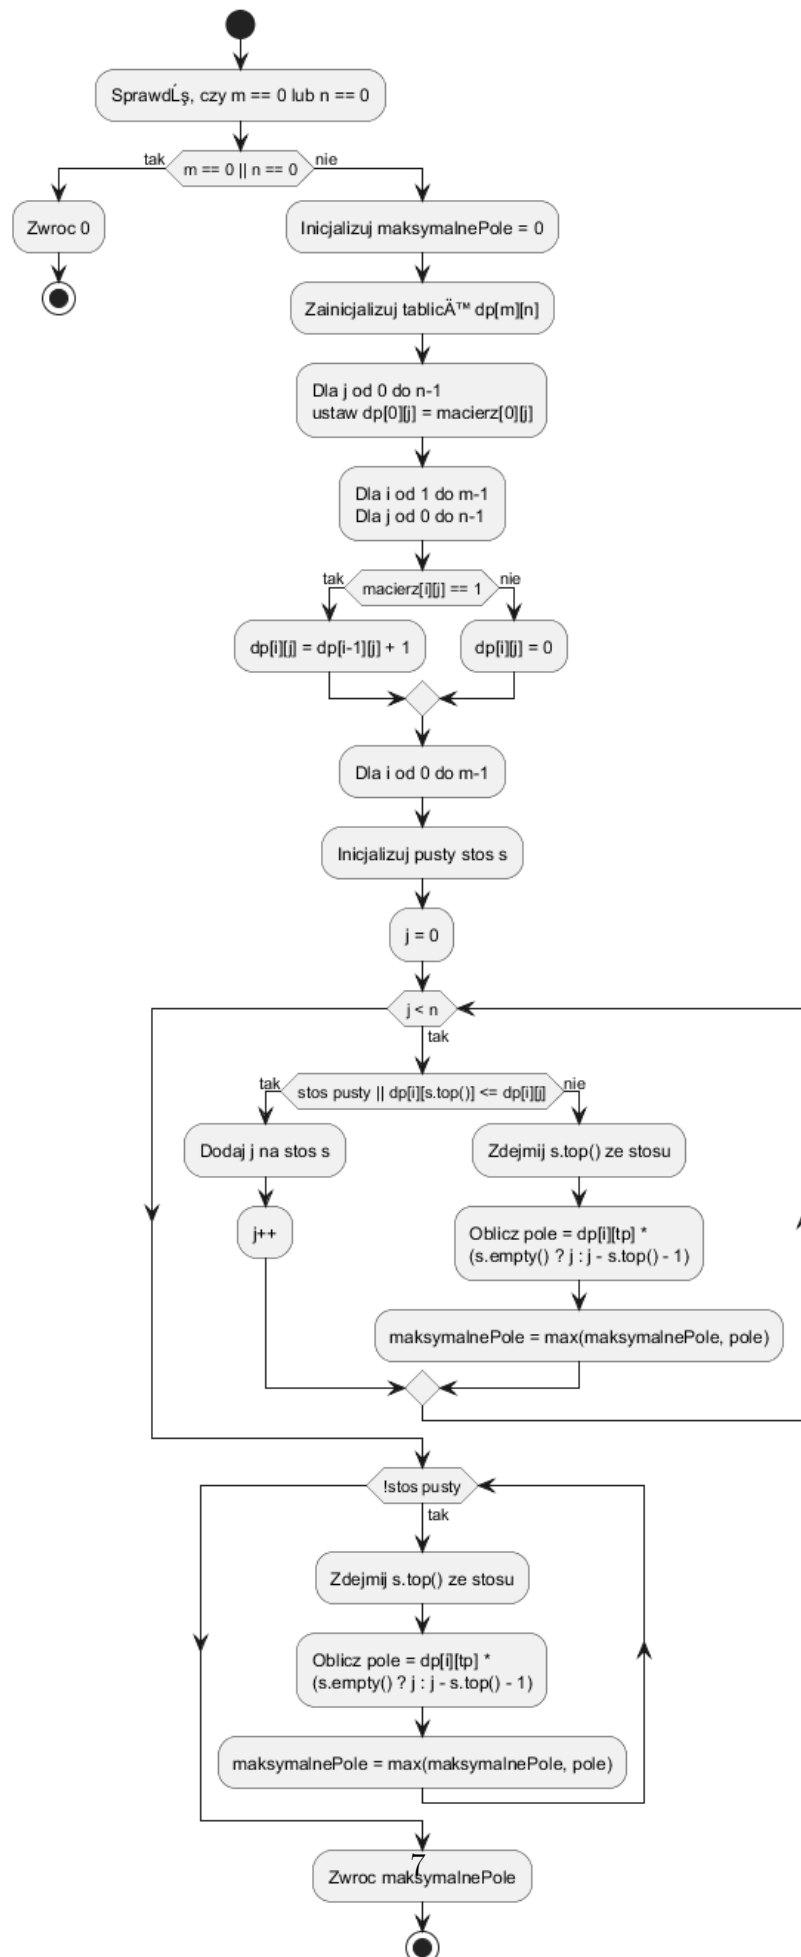 SprawdĹş, czy m == 0 lub n == 0
tak
m == 0 || n == 0
nie
Zwroc 0
Inicjalizuj maksymalnePole = 0
Zainicjalizuj tablicÄ™ dp[m][n]
Dla j od 0 do n-1
ustaw dp[0][j] = macierz[0][j]
Dla i od 1 do m-1
Dla j od 0 do n-1
tak
macierz[i][j] == 1
nie
dp[i][j] = dp[i-1][j] + 1
dp[i][j] = 0
Dla i od 0 do m-1
Inicjalizuj pusty stos s
j = 0
j < n
tak
tak
stos pusty || dp[i][s.top()] <= dp[i][j]
nie
Dodaj j na stos s
j++
Zdejmij s.top() ze stosu
Oblicz pole = dp[i][tp] *
(s.empty() ? j : j - s.top() - 1)
maksymalnePole = max(maksymalnePole, pole)
!stos pusty
tak
Zdejmij s.top() ze stosu
Oblicz pole = dp[i][tp] *
(s.empty() ? j : j - s.top() - 1)
maksymalnePole = max(maksymalnePole, pole)
Zwroc maksymalnePole
7